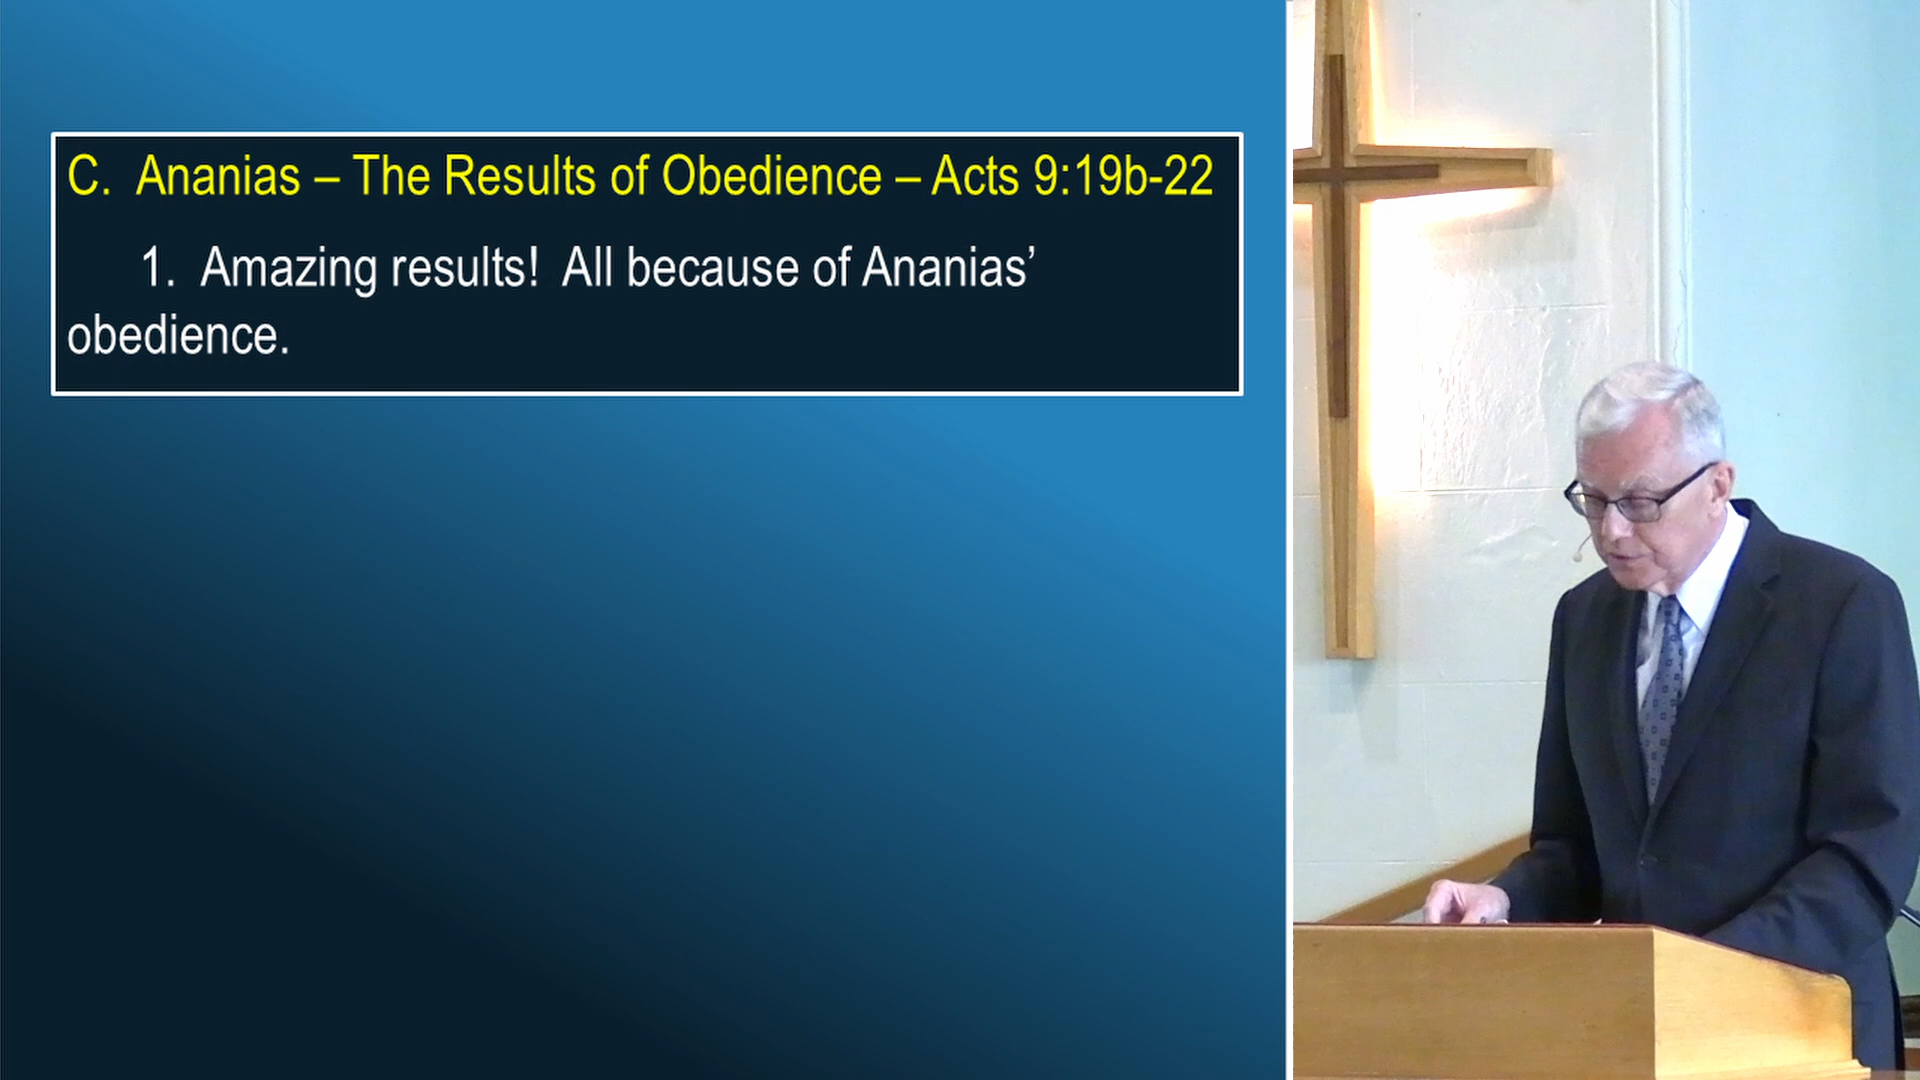 C.  Ananias – The Results of Obedience – Acts 9:19b-22
1.  Amazing results!  All because of Ananias’
obedience.